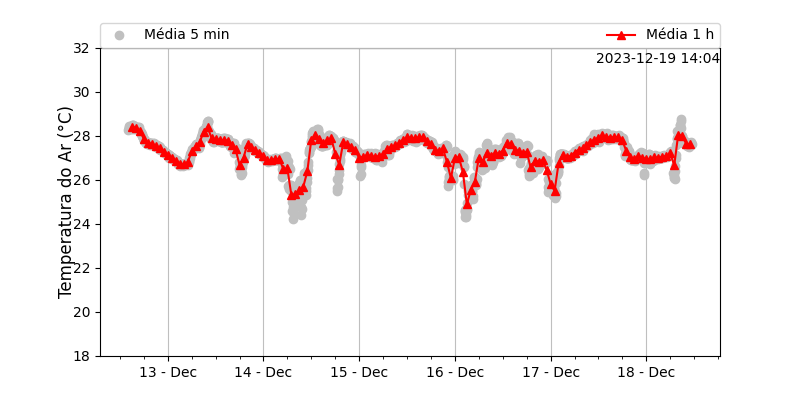 Média 5 min
Média 1 h
2023-12-19 14:04
Temperatura do Ar (°C)
32
30
28
26
24
22
20
18
13 - Dec
14 - Dec
15 - Dec
16 - Dec
17 - Dec
18 - Dec